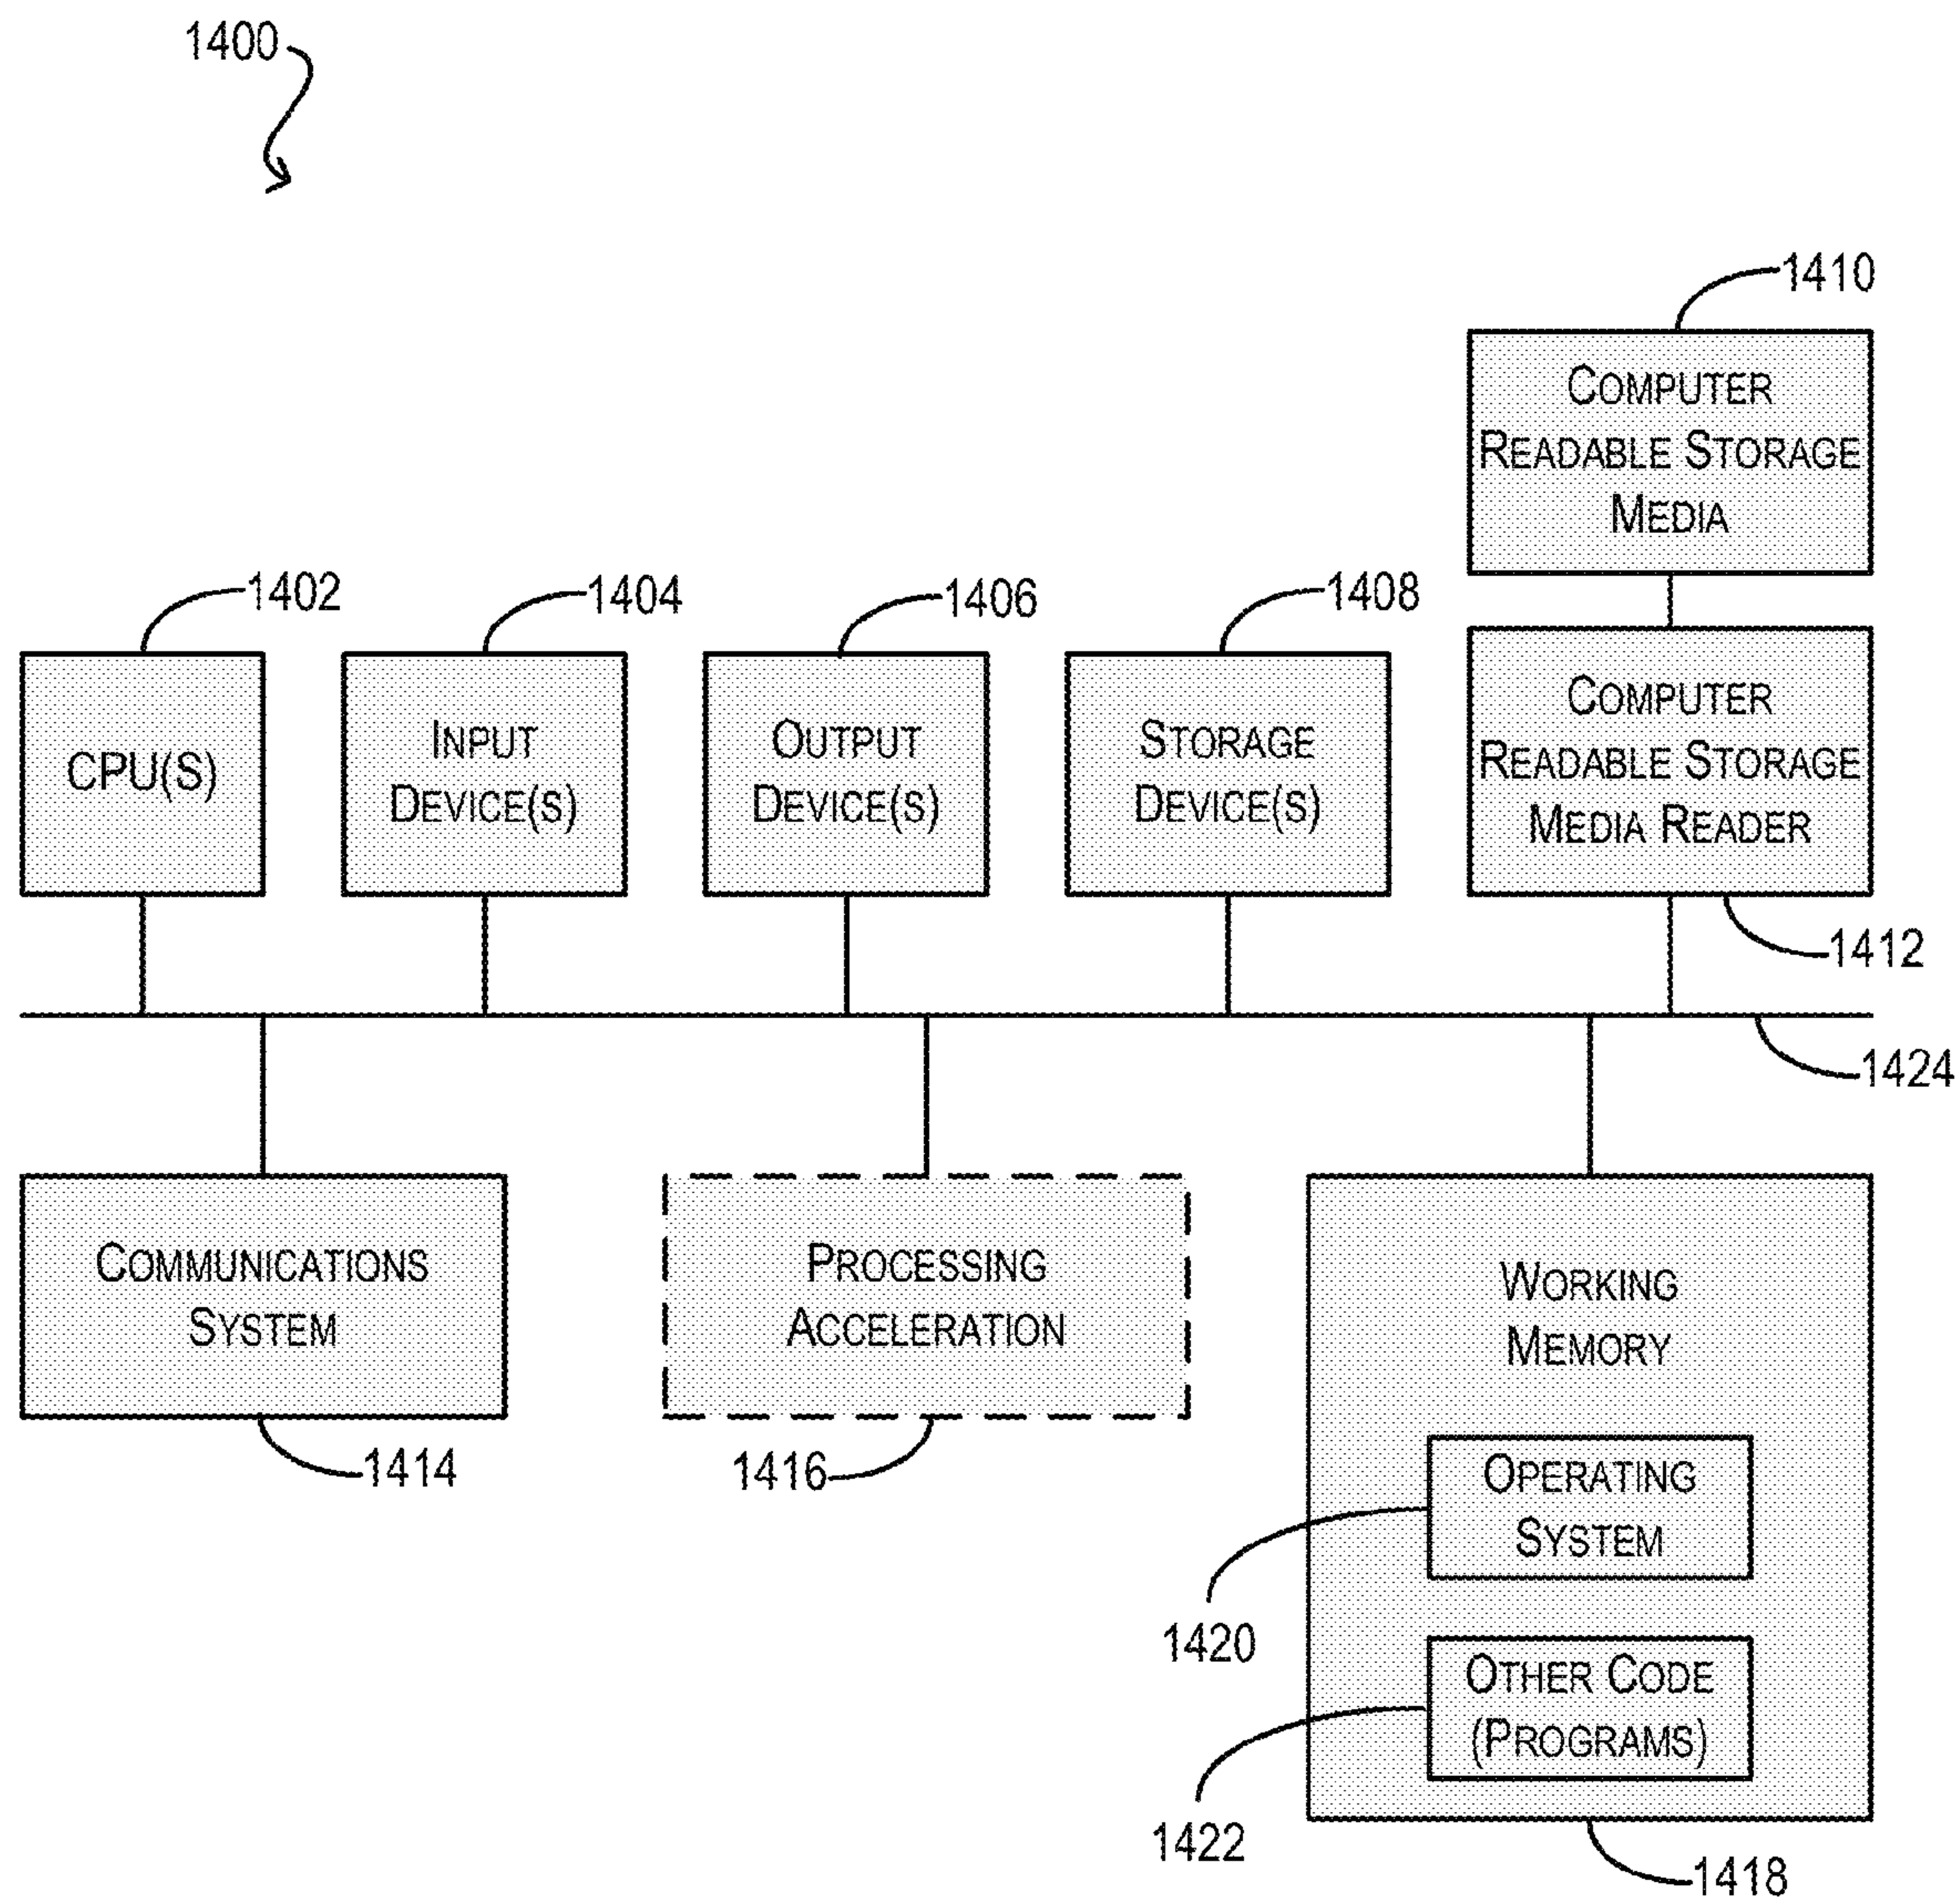 1400
1410
COMPUTER
READABLE STORAGE
MEDIA
1402
1404
1406
1408
CPU(S)
INPUT
DEVICE(S)
OUTPUT
DEVICE(S)
STORAGE
DEVICE(S)
COMPUTER
READABLE STORAGE
MEDIA READER
1412
1424
COMMUNICATIONS
SYSTEM
1414
PROCESSING
ACCELERATION
1416
WORKING
MEMORY
OPERATING
SYSTEM
1420
OTHER CODE
(PROGRAMS)
1422
1418